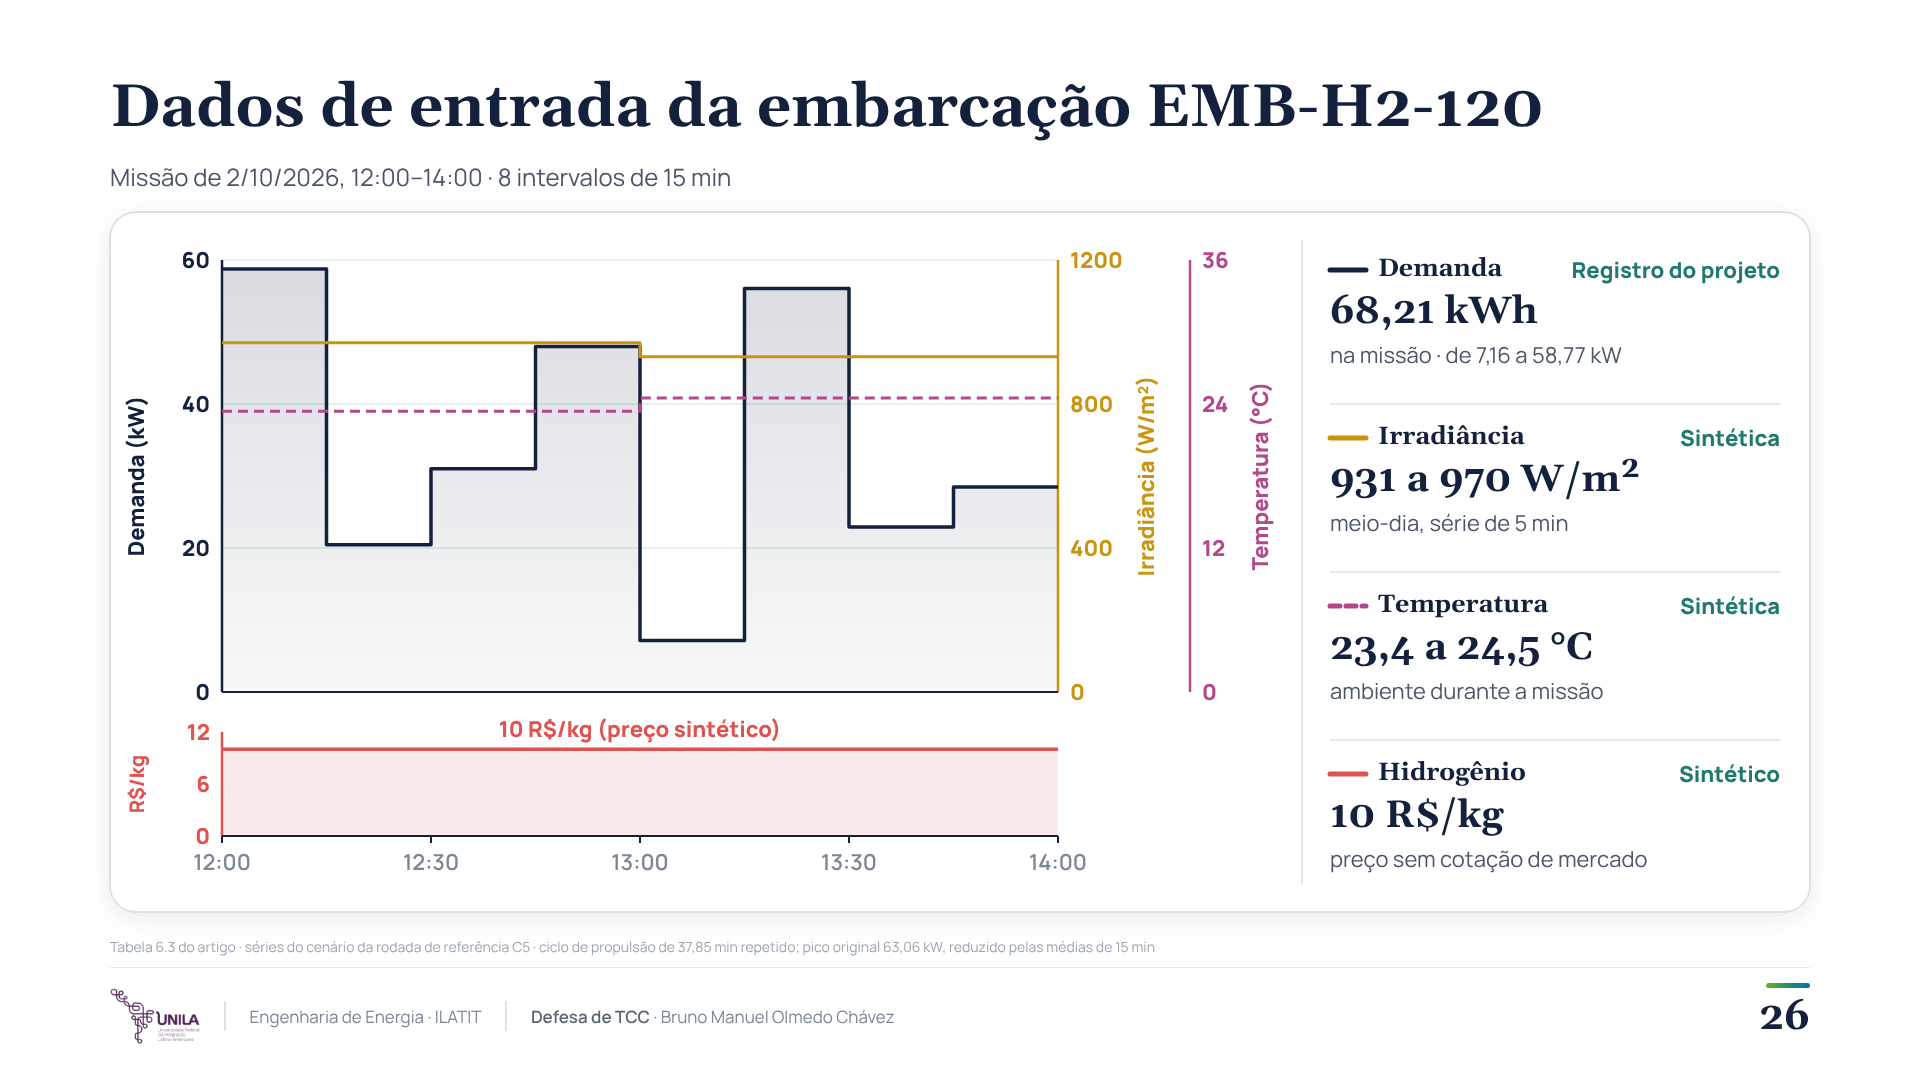 Dados de entrada da embarcação EMB-H2-120
Missão de 2/10/2026, 12:00–14:00 · 8 intervalos de 15 min
60
40
20
0
Demanda (kW)
1200
800
400
0
Irradiância (W/m²)
36
24
12
0
Temperatura (°C)
10 R$/kg (preço sintético)
12
6
0
R$/kg
12:00
12:30
13:00
13:30
14:00
Demanda
Registro do projeto
68,21 kWh
na missão · de 7,16 a 58,77 kW
Irradiância
Sintética
931 a 970 W/m²
meio-dia, série de 5 min
Temperatura
Sintética
23,4 a 24,5 °C
ambiente durante a missão
Hidrogênio
Sintético
10 R$/kg
preço sem cotação de mercado
Tabela 6.3 do artigo · séries do cenário da rodada de referência C5 · ciclo de propulsão de 37,85 min repetido; pico original 63,06 kW, reduzido pelas médias de 15 min
UNILA
Universidade Federal
da Integração
Latino-Americana
Engenharia de Energia · ILATIT
Defesa de TCC · Bruno Manuel Olmedo Chávez
26